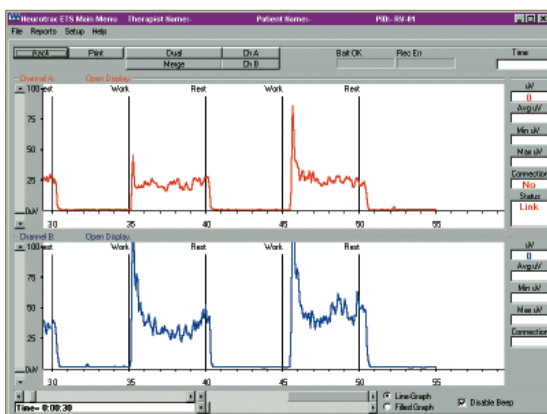 Neurotrac ETS Main Menu Therapist Name:- Patient Name:- PID:- RV-01
File Reports Setup Help
Back Print Dual Ch A Batt OK Rec En Time
Merge Ch B
Channel A: Open Display:
100 Rest Work Rest Work Rest
75
50
25
0uV
30 35 40 45 50 55
uV
0
Avg uV
Min uV
Max uV
Connection
No
Status
Link
Channel B: Open Display:
100 Rest Work Rest Work Rest
75
50
25
0uV
30 35 40 45 50 55
uV
0
Avg uV
Min uV
Max uV
Connection
Time= 0:00:30
Line-Graph
Filled Graph
Disable Beep